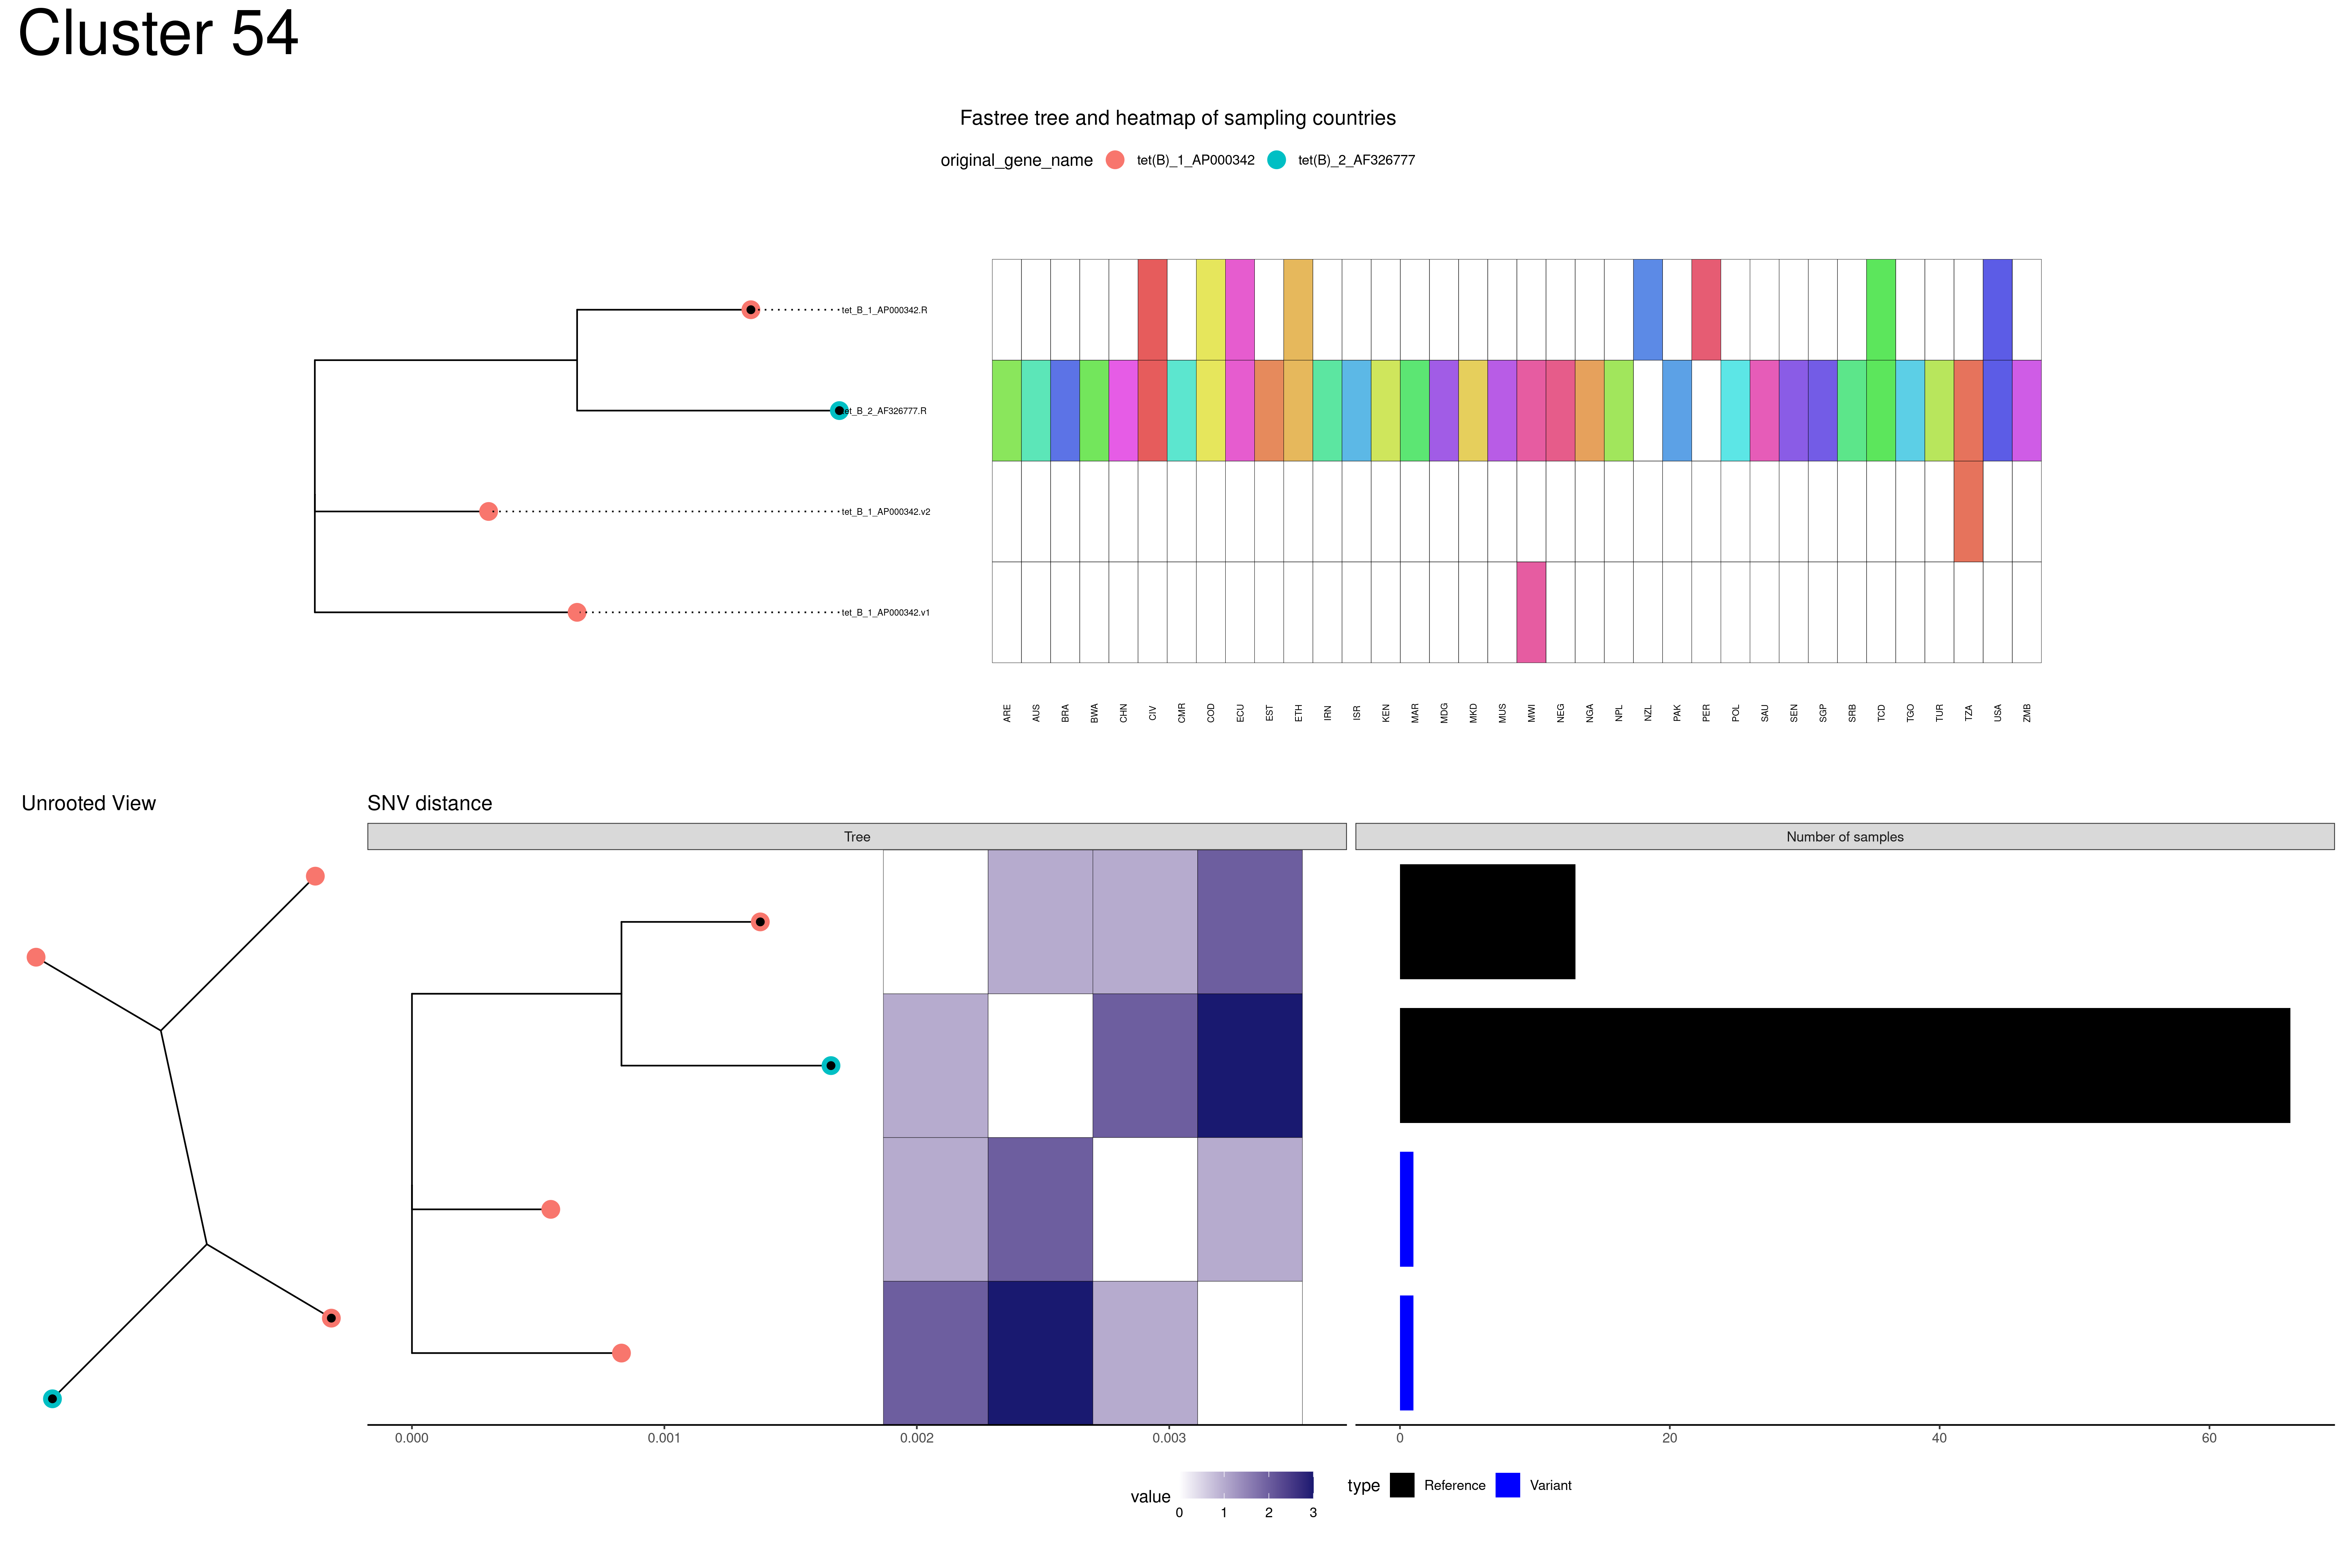 Cluster 54
Fastree tree and heatmap of sampling countries
original_gene_name tet(B)_1_AP000342 tet(B)_2_AF326777
tet_B_1_AP000342.R
et_B_2_AF326777.R
tet_B_1_AP000342.v2
tet_B_1_AP000342.v1
ARE AUS BRA BWA CHN CIV CMR COD ECU EST ETH IRN ISR KEN MAR MDG MKD MUS MWI NEG NGA NPL NZL PAK PER POL SAU SEN SGP SRB TCD TGO TUR TZA USA ZMB
Unrooted View SNV distance
Tree Number of samples
0.000 0.001 0.002 0.003 0 20 40 60
value 0 1 2 3 type Reference Variant